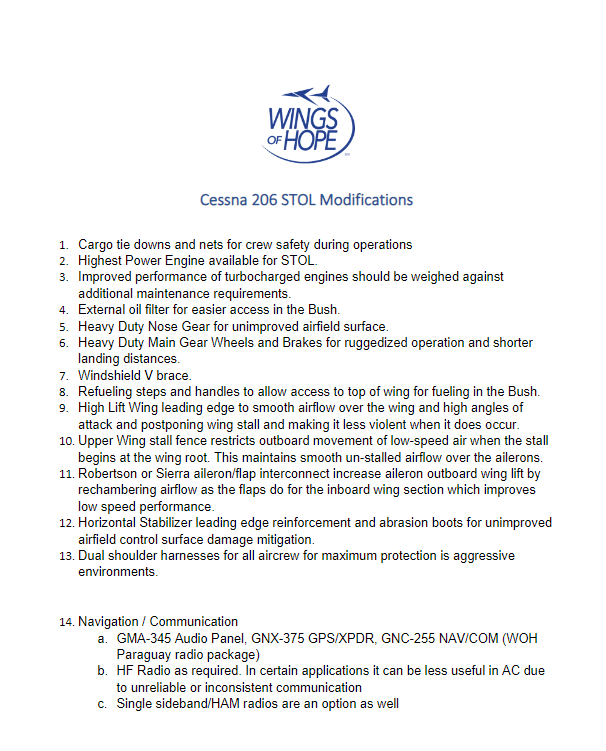 WINGS
OF HOPE
Cessna 206 STOL Modifications
1. Cargo tie downs and nets for crew safety during operations
2. Highest Power Engine available for STOL.
3. Improved performance of turbocharged engines should be weighed against
additional maintenance requirements.
4. External oil filter for easier access in the Bush.
5. Heavy Duty Nose Gear for unimproved airfield surface.
6. Heavy Duty Main Gear Wheels and Brakes for ruggedized operation and shorter
landing distances.
7. Windshield V brace.
8. Refueling steps and handles to allow access to top of wing for fueling in the Bush.
9. High Lift Wing leading edge to smooth airflow over the wing and high angles of
attack and postponing wing stall and making it less violent when it does occur.
10. Upper Wing stall fence restricts outboard movement of low-speed air when the stall
begins at the wing root. This maintains smooth un-stalled airflow over the ailerons.
11. Robertson or Sierra aileron/flap interconnect increase aileron outboard wing lift by
rechambering airflow as the flaps do for the inboard wing section which improves
low speed performance.
12. Horizontal Stabilizer leading edge reinforcement and abrasion boots for unimproved
airfield control surface damage mitigation.
13. Dual shoulder harnesses for all aircrew for maximum protection is aggressive
environments.
14. Navigation / Communication
a. GMA-345 Audio Panel, GNX-375 GPS/XPDR, GNC-255 NAV/COM (WOH
Paraguay radio package)
b. HF Radio as required. In certain applications it can be less useful in AC due
to unreliable or inconsistent communication
c. Single sideband/HAM radios are an option as well